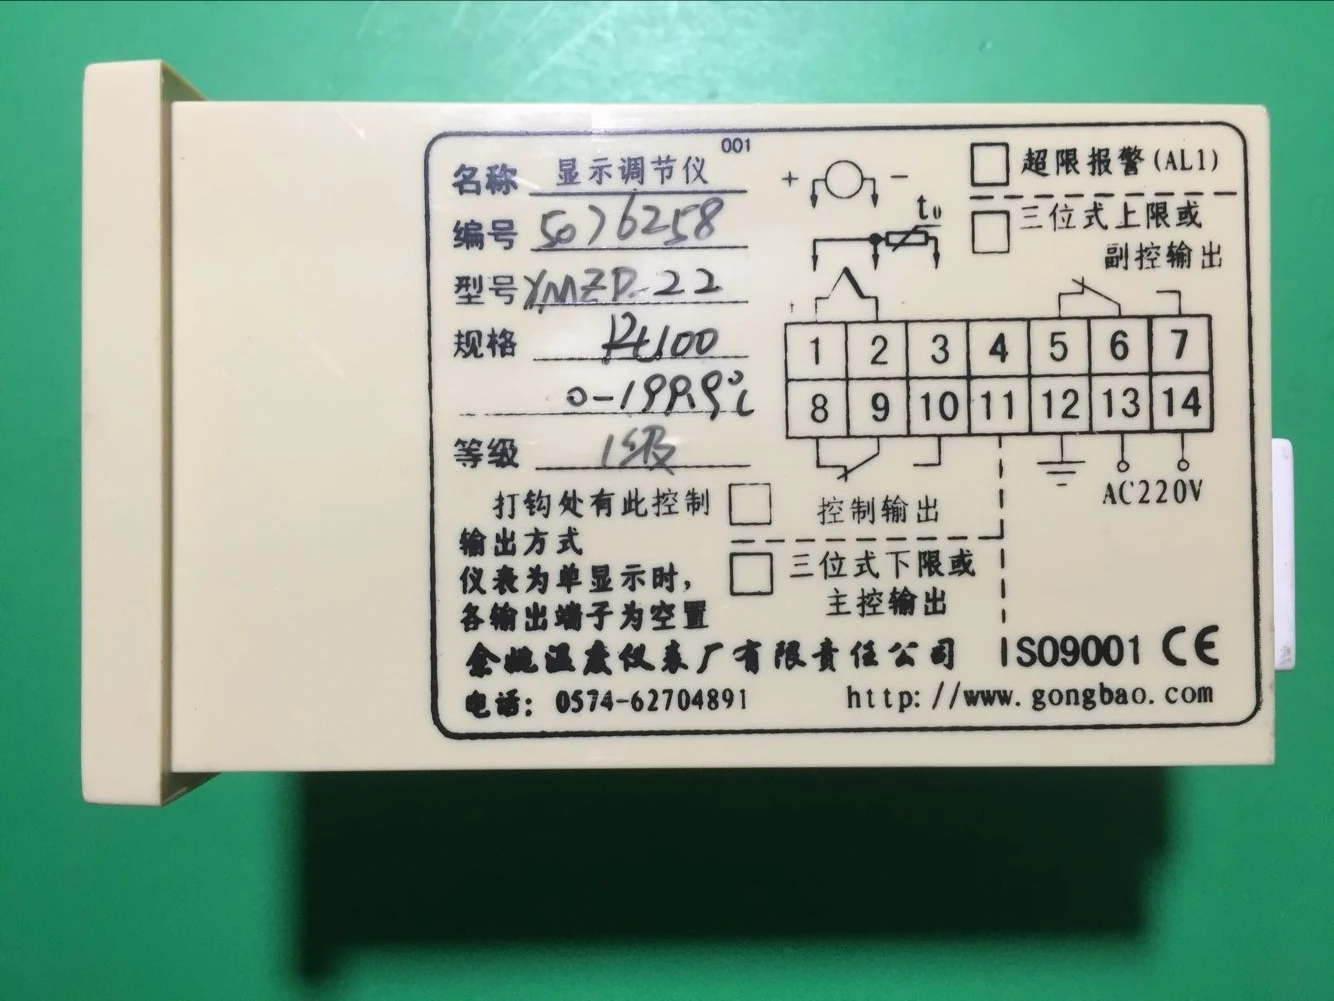 001
名称 显示调节仪
编号 5076258
型号 XMZD-22
规格 Pt100
0-199.9℃
等级 1级
打钩处有此控制
输出方式
仪表为单显示时，
各输出端子为空置
+ -
t₀
超限报警(AL1)
三位式上限或
副控输出
1 2 3 4 5 6 7
8 9 10 11 12 13 14
AC220V
控制输出
三位式下限或
主控输出
余姚温度仪表厂有限责任公司 ISO9001 CE
电话: 0574-62704891 http://www.gongbao.com